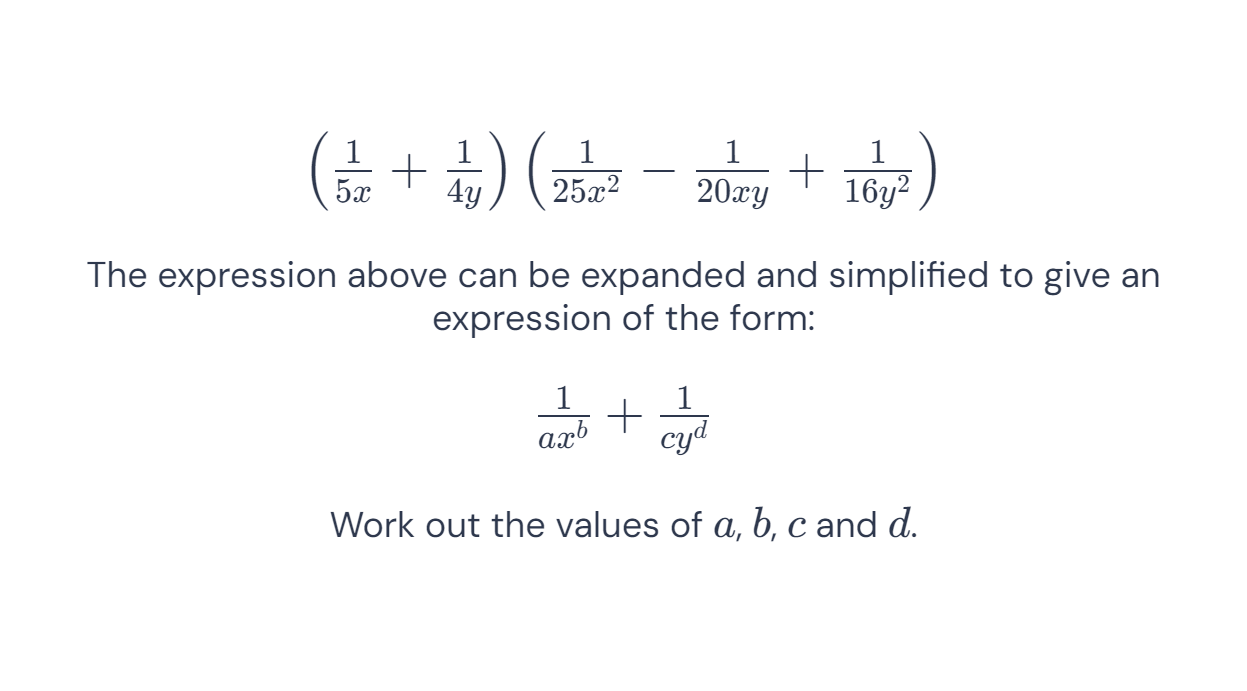 $\left(\frac{1}{5x} + \frac{1}{4y}\right)\left(\frac{1}{25x^2} - \frac{1}{20xy} + \frac{1}{16y^2}\right)$
The expression above can be expanded and simplified to give an
expression of the form:
$\frac{1}{ax^b} + \frac{1}{cy^d}$
Work out the values of $a$, $b$, $c$ and $d$.